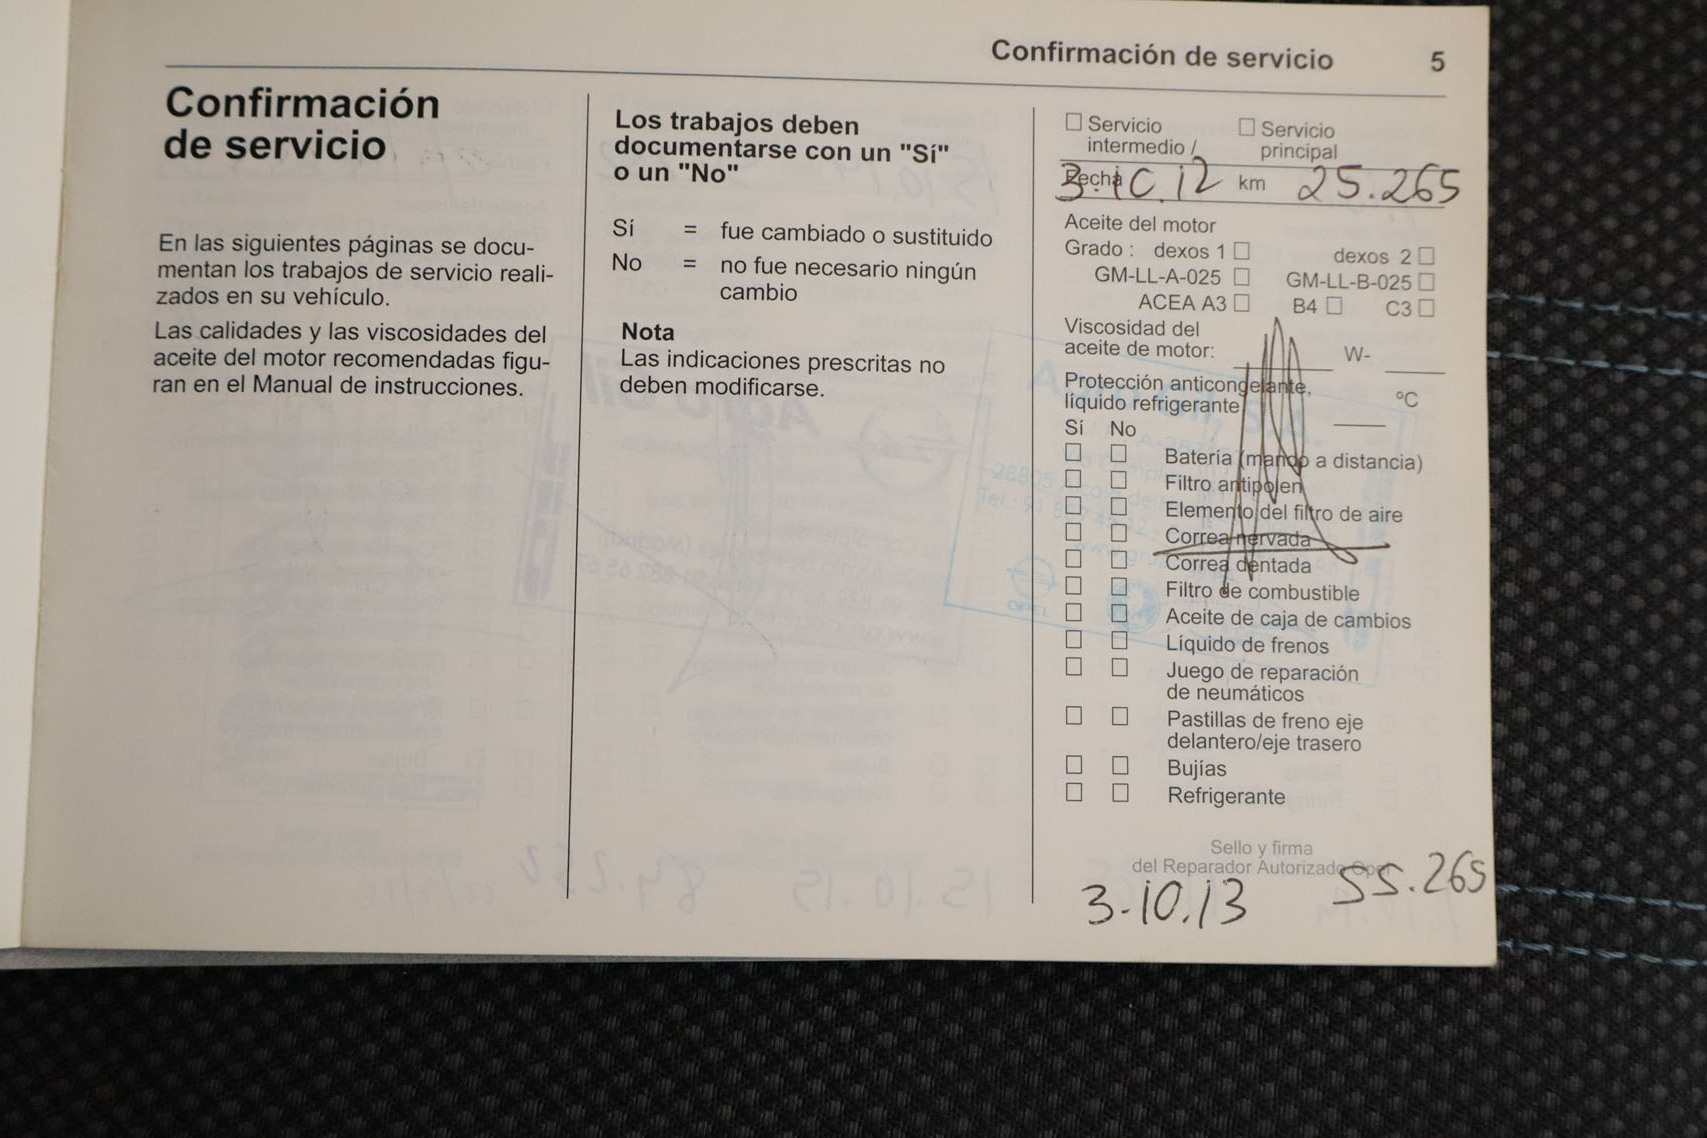 Confirmación de servicio 5
Confirmación
de servicio
En las siguientes páginas se docu-
mentan los trabajos de servicio reali-
zados en su vehículo.
Las calidades y las viscosidades del
aceite del motor recomendadas figu-
ran en el Manual de instrucciones.
Los trabajos deben
documentarse con un "Sí"
o un "No"
Sí = fue cambiado o sustituido
No = no fue necesario ningún
cambio
Nota
Las indicaciones prescritas no
deben modificarse.
Servicio
intermedio /
Servicio
principal
Fecha 3.10.12 km 25.265
Aceite del motor
Grado : dexos 1 dexos 2
GM-LL-A-025 GM-LL-B-025
ACEA A3 B4 C3
Viscosidad del
aceite de motor: W-
Protección anticongelante,
líquido refrigerante °C
Sí No
Batería (mando a distancia)
Filtro antipolen
Elemento del filtro de aire
Correa nervada
Correa dentada
Filtro de combustible
Aceite de caja de cambios
Líquido de frenos
Juego de reparación
de neumáticos
Pastillas de freno eje
delantero/eje trasero
Bujías
Refrigerante
OPEL
Sello y firma
del Reparador Autorizado Opel
3-10.13 55.265